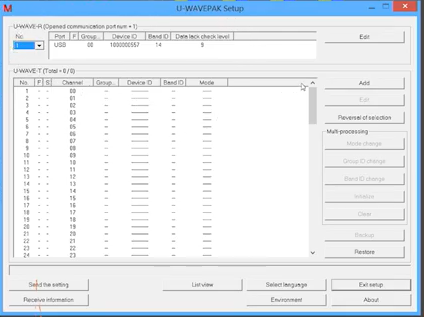 U-WAVEPAK Setup
U-WAVE-R (Opened communication port num = 1)
No. Port F Group... Device ID Band ID Data lack check level
1 USB 00 1000000557 14 9
Edit
U-WAVE-T (Total = 0 / 0)
No. F S Channel Group... Device ID Band ID Mode
1 - - 00 -- -------- -- ----
2 - - 01 -- -------- -- ----
3 - - 02 -- -------- -- ----
4 - - 03 -- -------- -- ----
5 - - 04 -- -------- -- ----
6 - - 05 -- -------- -- ----
7 - - 06 -- -------- -- ----
8 - - 07 -- -------- -- ----
9 - - 08 -- -------- -- ----
10 - - 09 -- -------- -- ----
11 - - 10 -- -------- -- ----
12 - - 11 -- -------- -- ----
13 - - 12 -- -------- -- ----
14 - - 13 -- -------- -- ----
15 - - 14 -- -------- -- ----
16 - - 15 -- -------- -- ----
17 - - 16 -- -------- -- ----
18 - - 17 -- -------- -- ----
19 - - 18 -- -------- -- ----
20 - - 19 -- -------- -- ----
21 - - 20 -- -------- -- ----
22 - - 21 -- -------- -- ----
23 - - 22 -- -------- -- ----
24 - - 23 -- -------- -- ----
Add
Edit
Reversal of selection
Multi-processing
Mode change
Group ID change
Band ID change
Initialize
Clear
Backup
Restore
Send the setting List view Select language Exit setup
Receive information Environment About